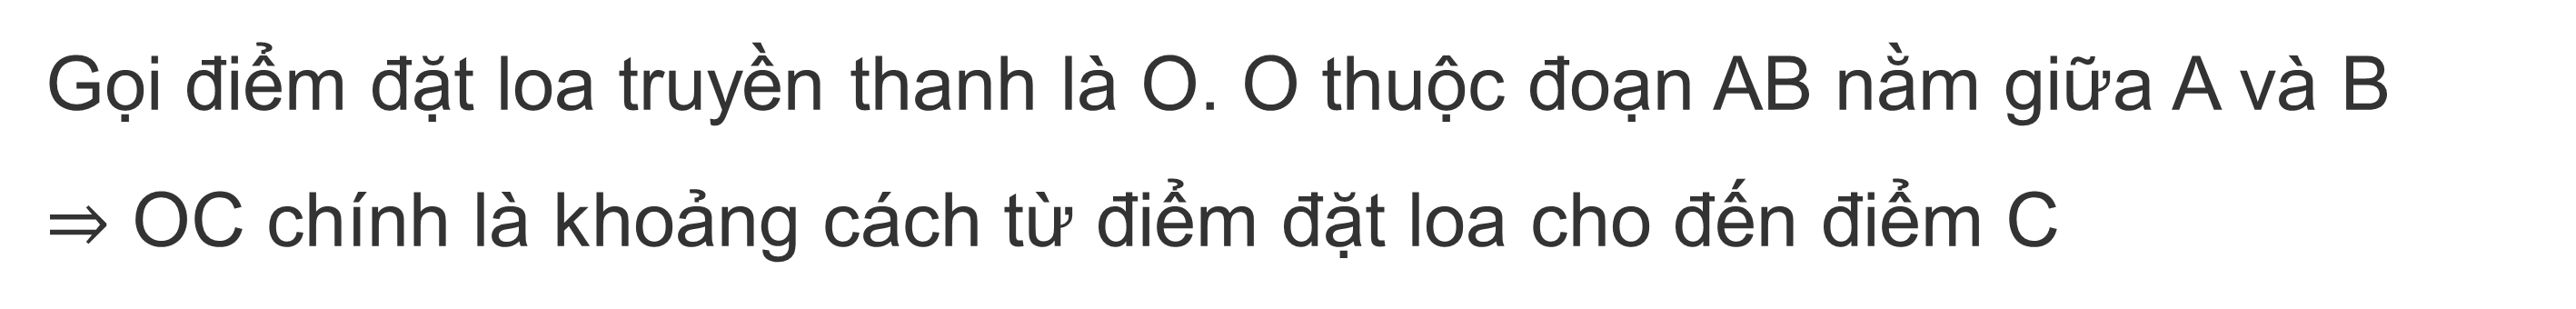 Gọi điểm đặt loa truyền thanh là O. O thuộc đoạn AB nằm giữa A và B
⇒ OC chính là khoảng cách từ điểm đặt loa cho đến điểm C